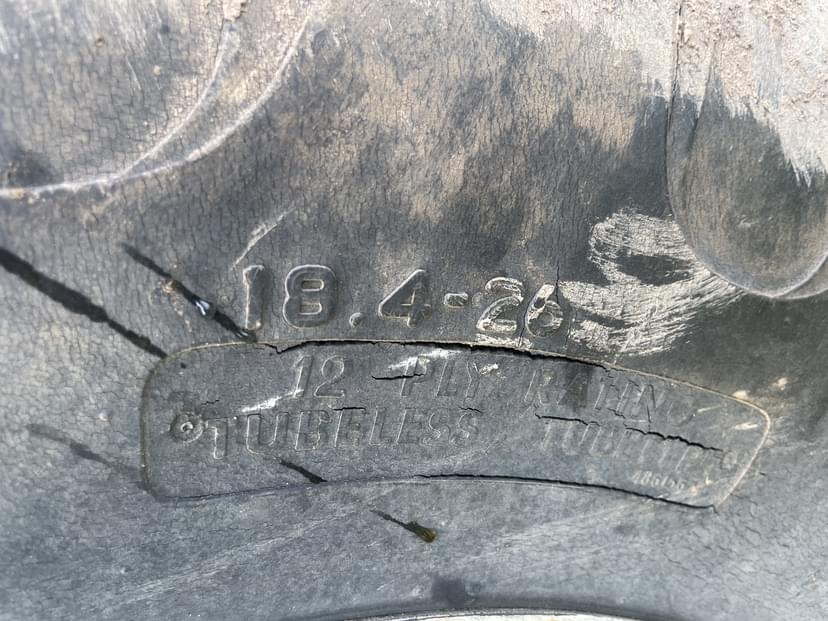 18.4-26
12 PLY RATING
TUBELESS